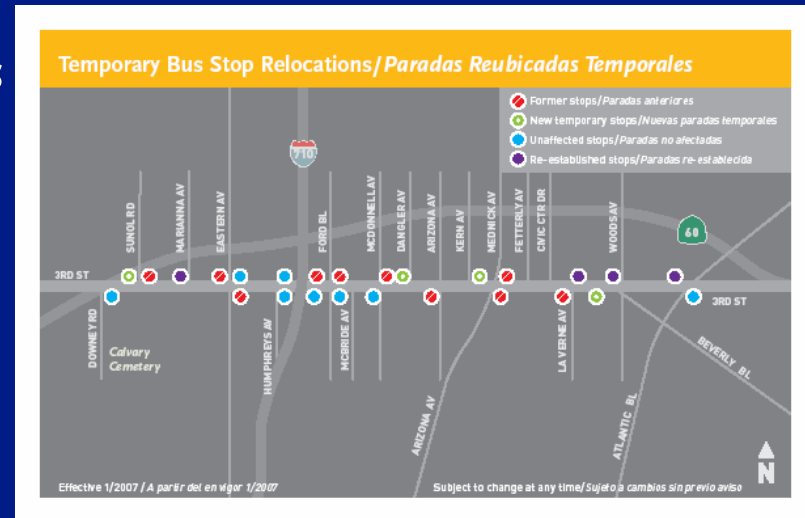 s
Temporary Bus Stop Relocations/Paradas Reubicadas Temporales
Former stops/Paradas anteriores
New temporary stops/Nuevas paradas temporales
Unaffected stops/Paradas no afectadas
Re-established stops/Paradas re-establecida
710
60
SUNOL RD
MARIANNA AV
EASTERN AV
FORD BL
MCDONNELL AV
DANGLER AV
ARIZONA AV
KERN AV
MEDNICK AV
FETTERLY AV
CIVIC CTR DR
WOODS AV
3RD ST
3RD ST
DOWNEY RD
Calvary
Cemetery
HUMPHREYS AV
MCBRIDE AV
ARIZONA AV
LA VERNE AV
ATLANTIC BL
BEVERLY BL
N
Effective 1/2007 / A partir del en vigor 1/2007
Subject to change at any time/Sujeto a cambios sin previo aviso